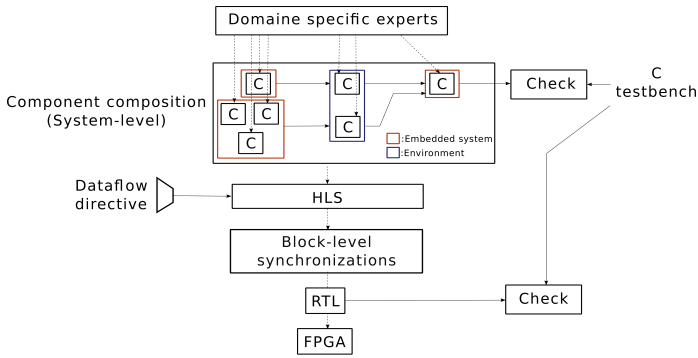 Domaine specific experts
C
C
C
C
C
C
C
Check
C
testbench
Component composition
(System-level)
:Embedded system
:Environment
Dataflow
directive
HLS
Block-level
synchronizations
RTL
Check
FPGA